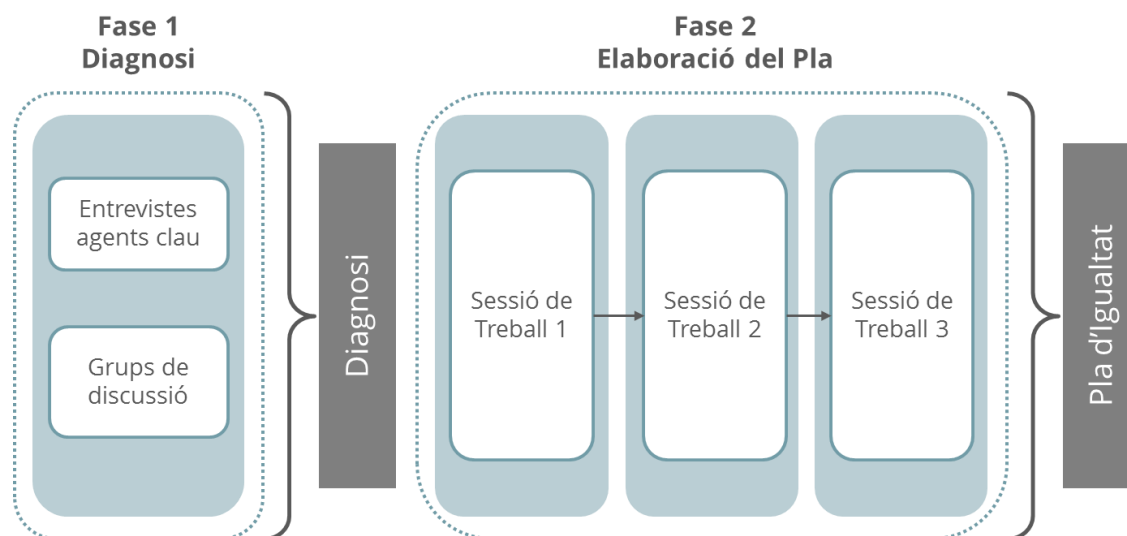 Fase 1
Diagnosi
Entrevistes
agents clau
Grups de
discussió
Diagnosi
Fase 2
Elaboració del Pla
Sessió de
Treball 1
Sessió de
Treball 2
Sessió de
Treball 3
Pla d'Igualtat